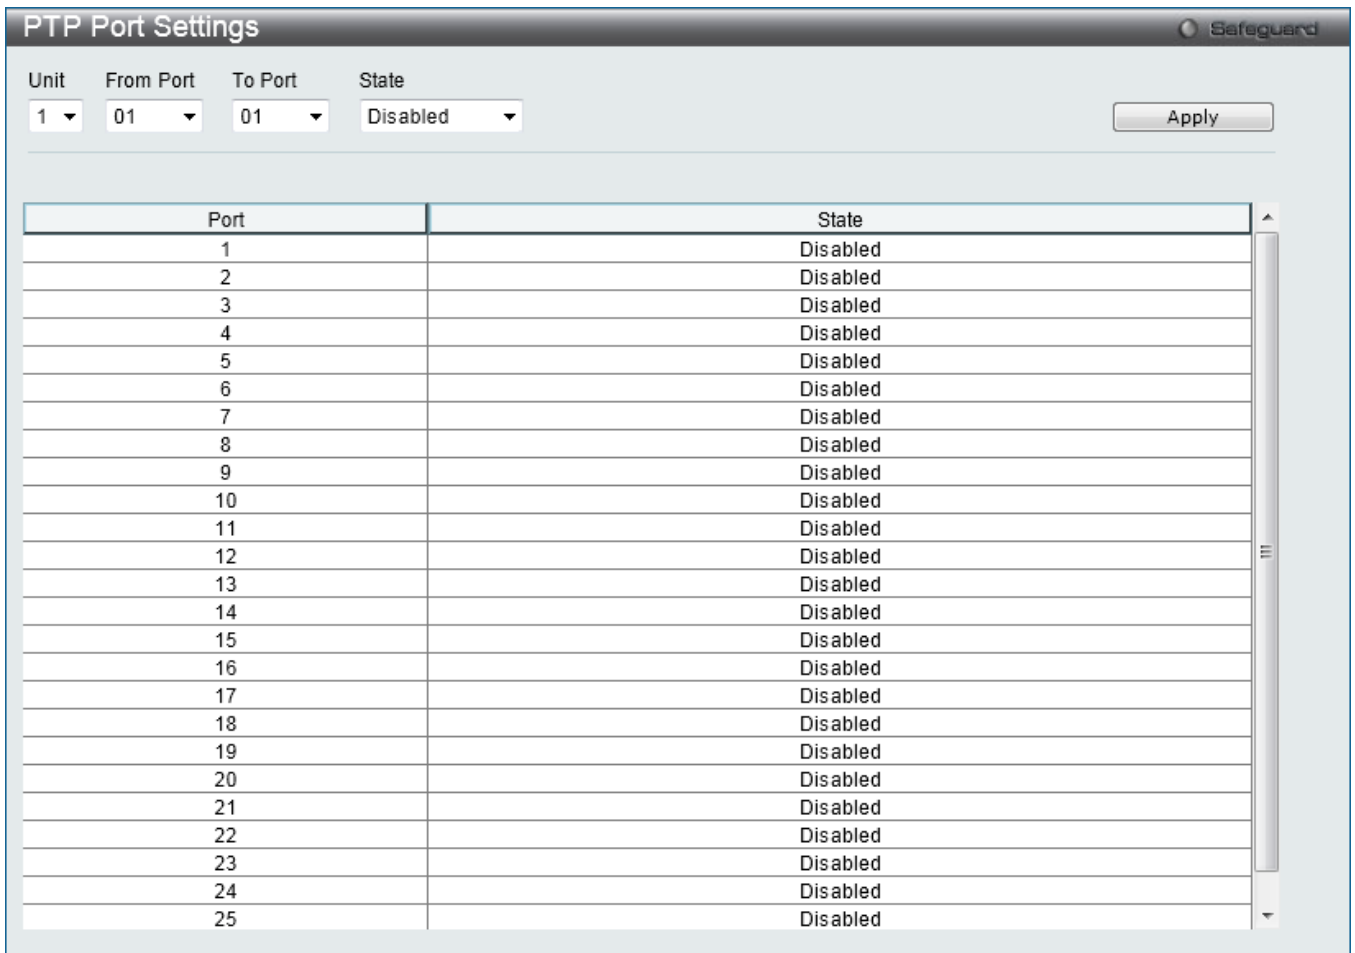 PTP Port Settings Safeguard
Unit From Port To Port State
1 01 01 Disabled Apply
Port State
1 Disabled
2 Disabled
3 Disabled
4 Disabled
5 Disabled
6 Disabled
7 Disabled
8 Disabled
9 Disabled
10 Disabled
11 Disabled
12 Disabled
13 Disabled
14 Disabled
15 Disabled
16 Disabled
17 Disabled
18 Disabled
19 Disabled
20 Disabled
21 Disabled
22 Disabled
23 Disabled
24 Disabled
25 Disabled